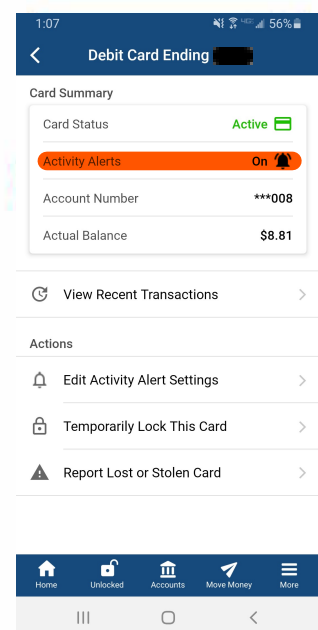 1:07 56%
Debit Card Ending
Card Summary
Card Status Active
Activity Alerts On
Account Number ***008
Actual Balance $8.81
View Recent Transactions
Actions
Edit Activity Alert Settings
Temporarily Lock This Card
Report Lost or Stolen Card
Home Unlocked Accounts Move Money More